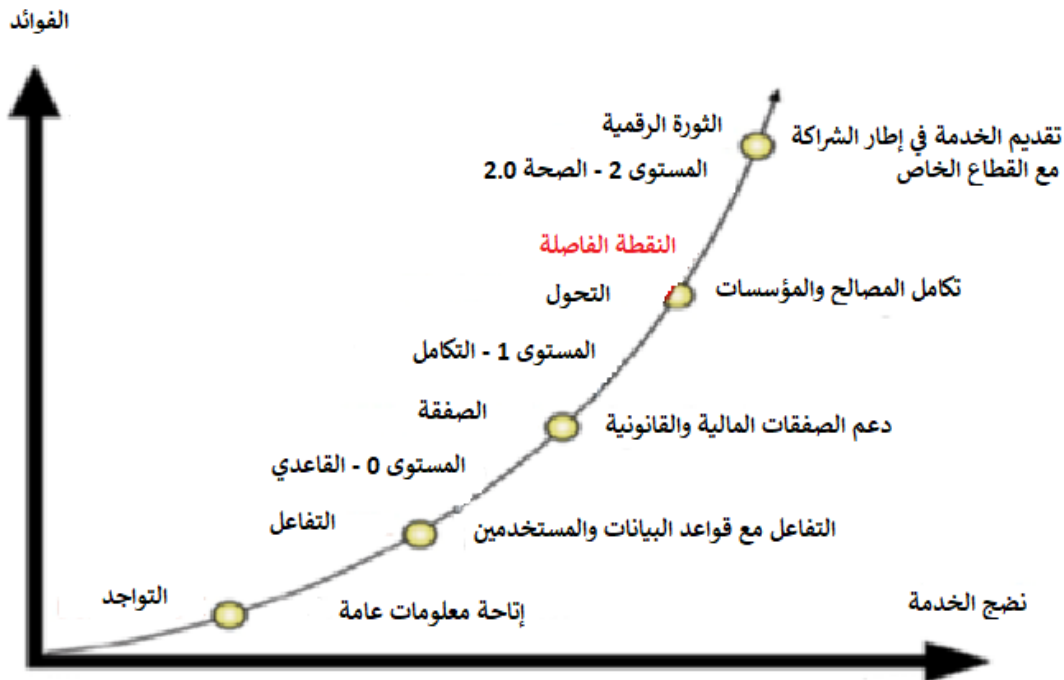 الفوائد
الثورة الرقمية
تقديم الخدمة في إطار الشراكة
مع القطاع الخاص
المستوى 2 - الصحة 2.0
النقطة الفاصلة
تكامل المصالح والمؤسسات
التحول
المستوى 1 - التكامل
الصفقة
دعم الصفقات المالية والقانونية
المستوى 0 - القاعدي
التفاعل
التفاعل مع قواعد البيانات والمستخدمين
التواجد
إتاحة معلومات عامة
نضج الخدمة